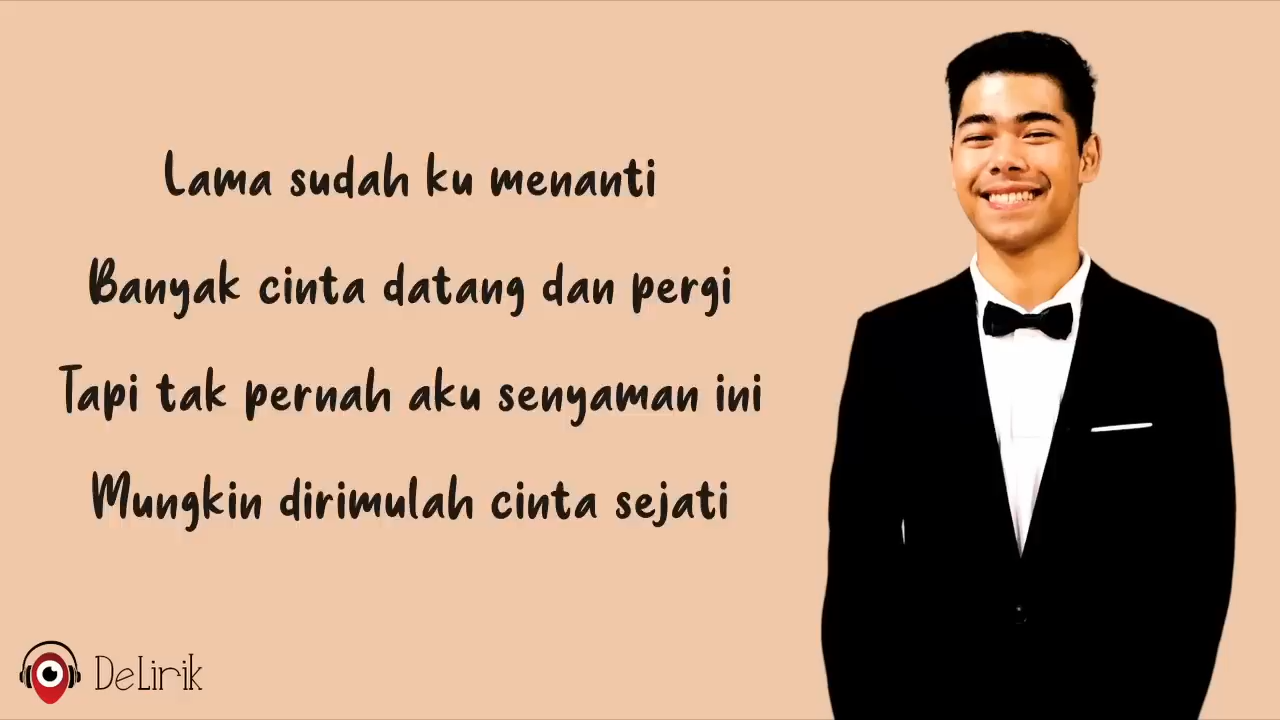 Lama sudah ku menanti
Banyak cinta datang dan pergi
Tapi tak pernah aku senyaman ini
Mungkin dirimulah cinta sejati
DeLirik